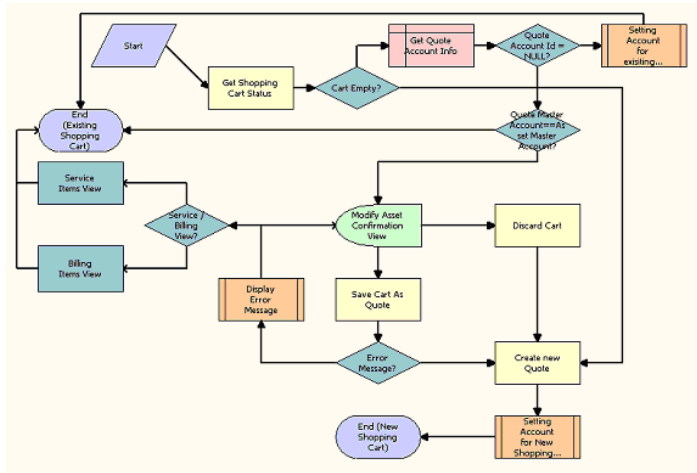 Start
Get Shopping
Cart Status
Cart Empty?
Get Quote
Account Info
Quote
Account Id =
NULL?
Setting
Account
for
existing...
End
(Existing
Shopping
Cart)
Quote Master
Account==As
set Master
Account?
Service
Items View
Service /
Billing
View?
Modify Asset
Confirmation
View
Discard Cart
Billing
Items View
Display
Error
Message
Save Cart As
Quote
Error
Message?
Create new
Quote
End (New
Shopping
Cart)
Setting
Account
for New
Shopping...